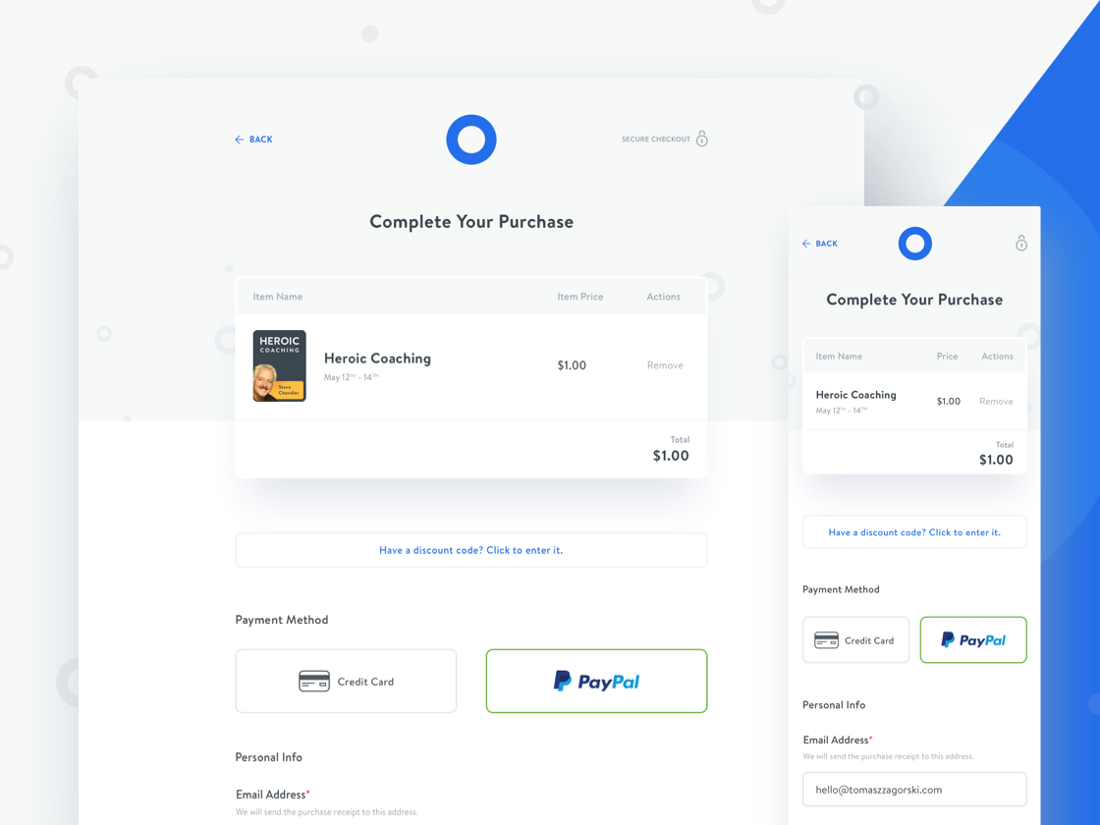 BACK
SECURE CHECKOUT
Complete Your Purchase
Item Name Item Price Actions
HEROIC
COACHING
Steve
Chandler
Heroic Coaching
May 12TH - 14TH
$1.00
Remove
Total
$1.00
Have a discount code? Click to enter it.
Payment Method
Credit Card
PayPal
Personal Info
Email Address*
We will send the purchase receipt to this address.
BACK
Complete Your Purchase
Item Name Price Actions
Heroic Coaching
May 12TH - 14TH
$1.00
Remove
Total
$1.00
Have a discount code? Click to enter it.
Payment Method
Credit Card
PayPal
Personal Info
Email Address*
We will send the purchase receipt to this address.
hello@tomaszzagorski.com